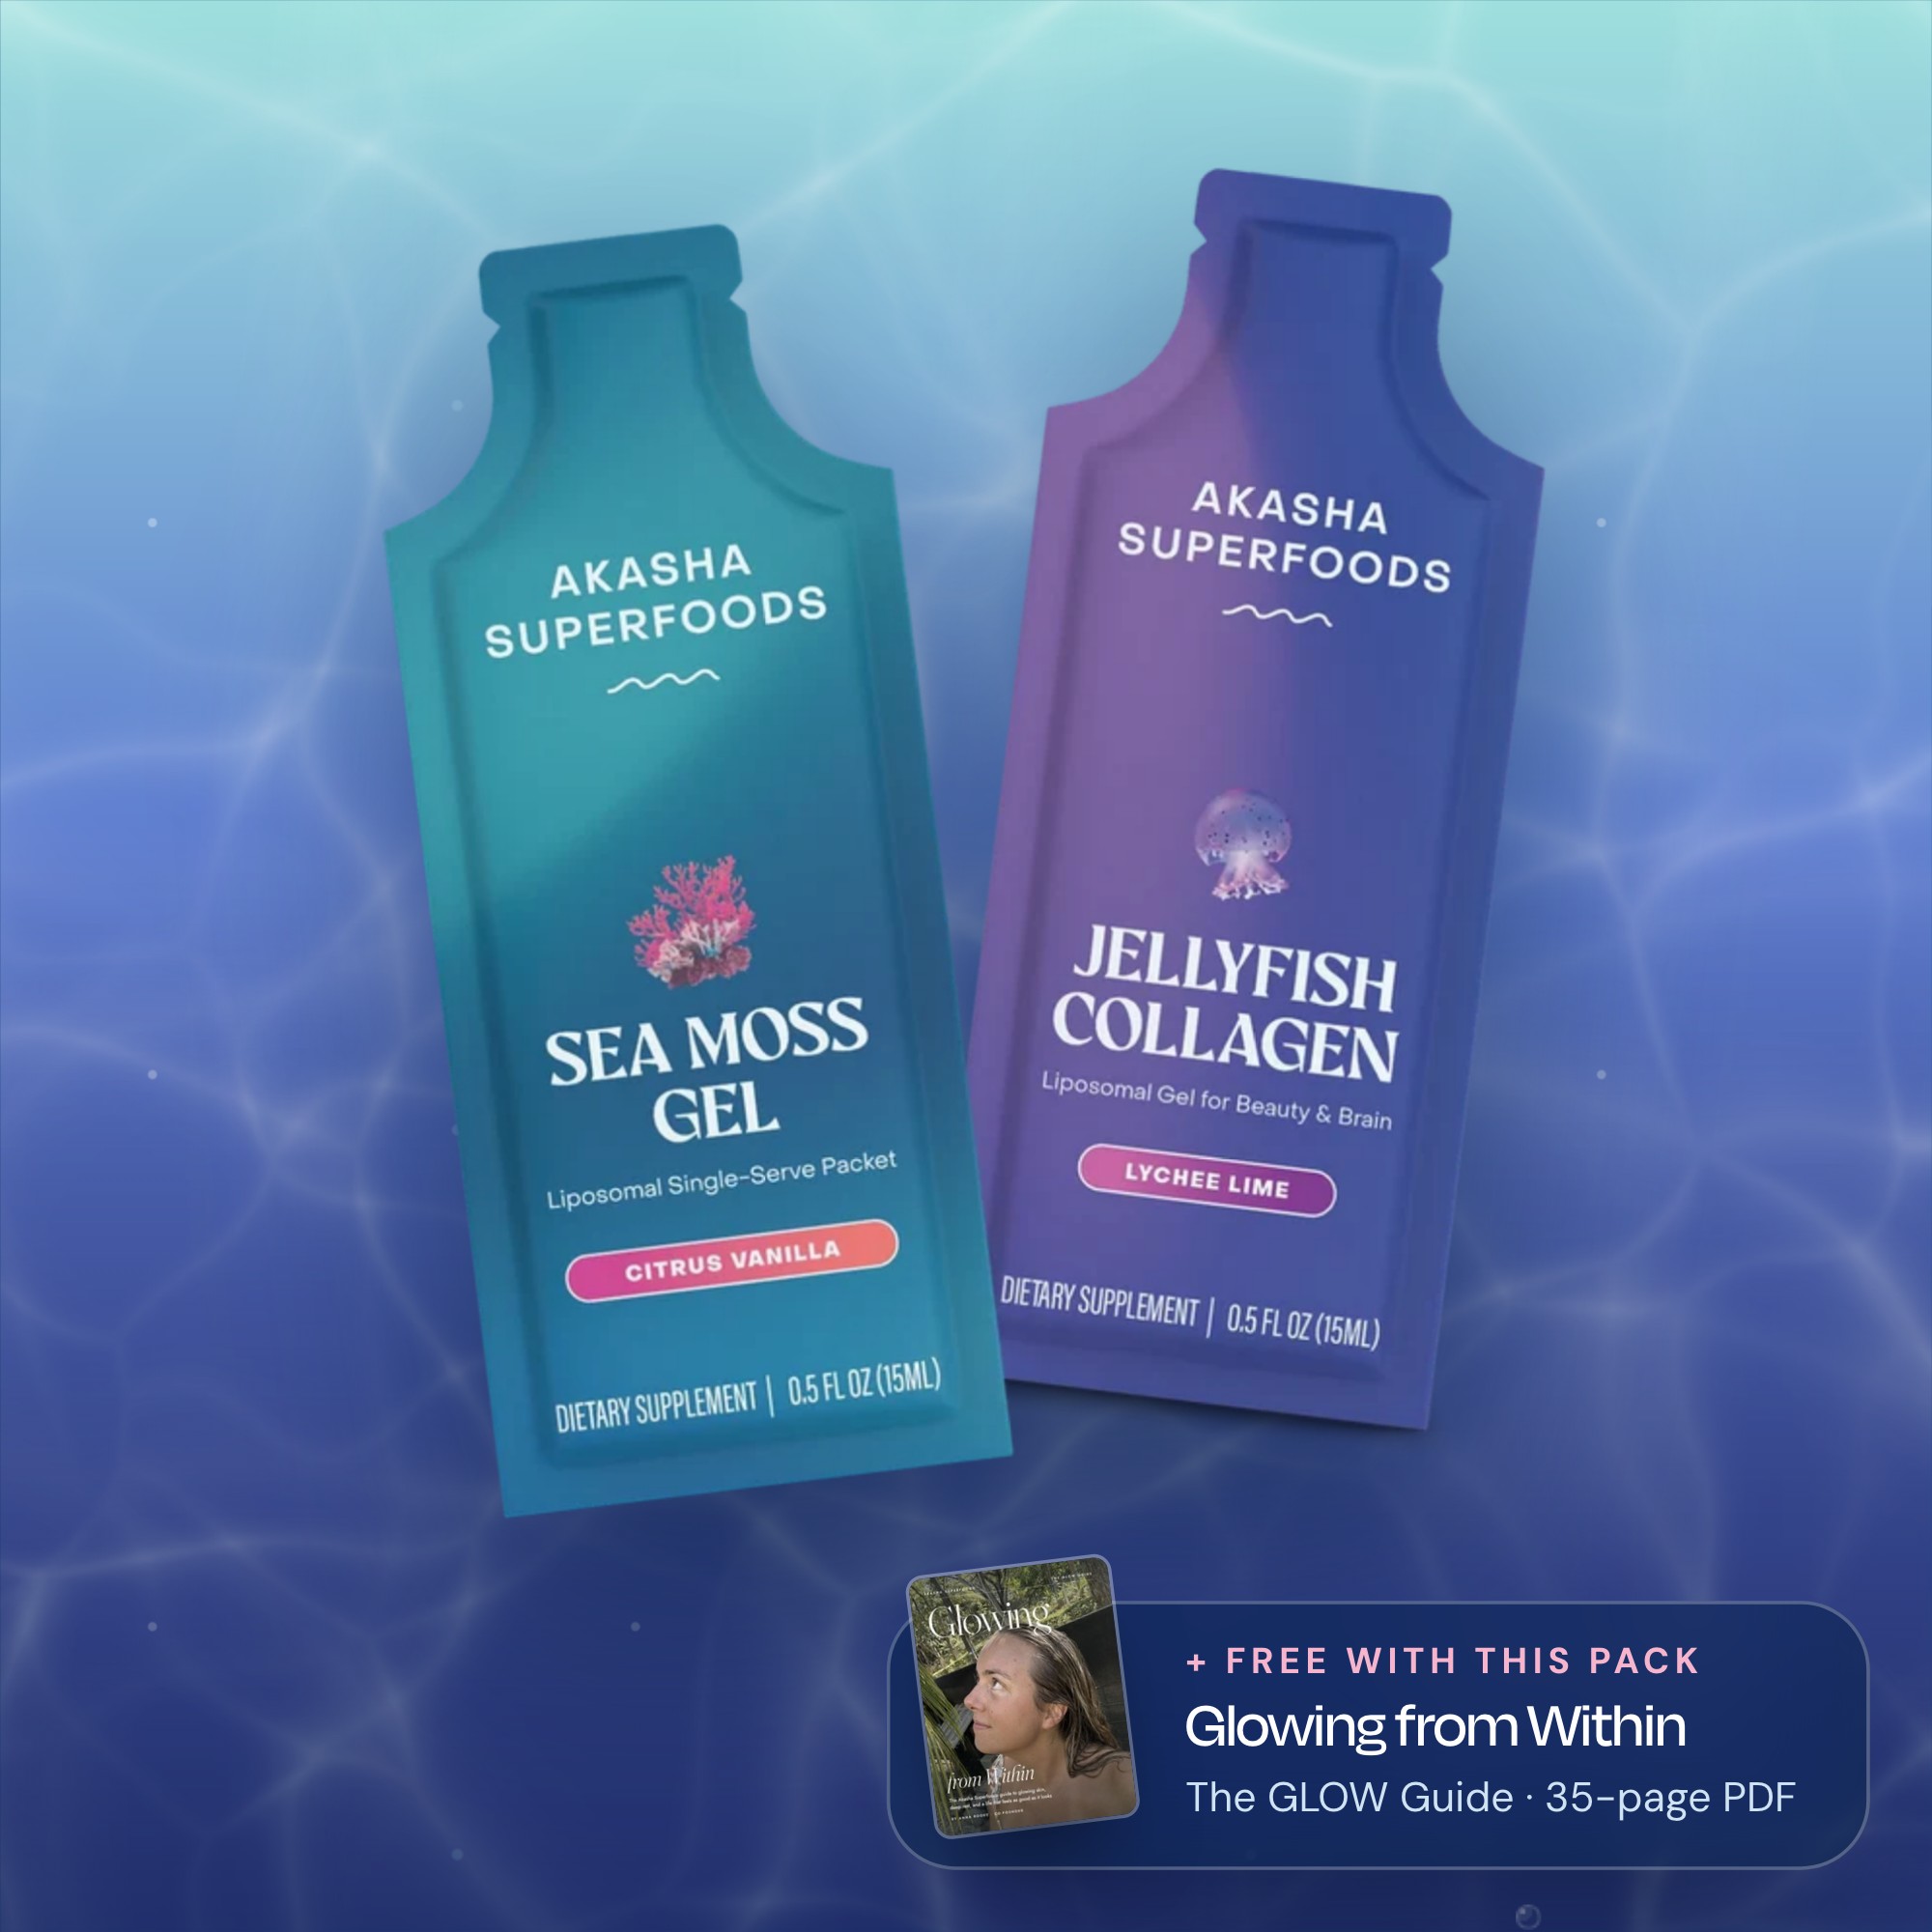 AKASHA
SUPERFOODS
SEA MOSS
GEL
Liposomal Single-Serve Packet
CITRUS VANILLA
DIETARY SUPPLEMENT | 0.5 FL OZ (15ML)
AKASHA
SUPERFOODS
JELLYFISH
COLLAGEN
Liposomal Gel for Beauty & Brain
LYCHEE LIME
DIETARY SUPPLEMENT | 0.5 FL OZ (15ML)
Glowing
from Within
+ FREE WITH THIS PACK
Glowing from Within
The GLOW Guide · 35-page PDF